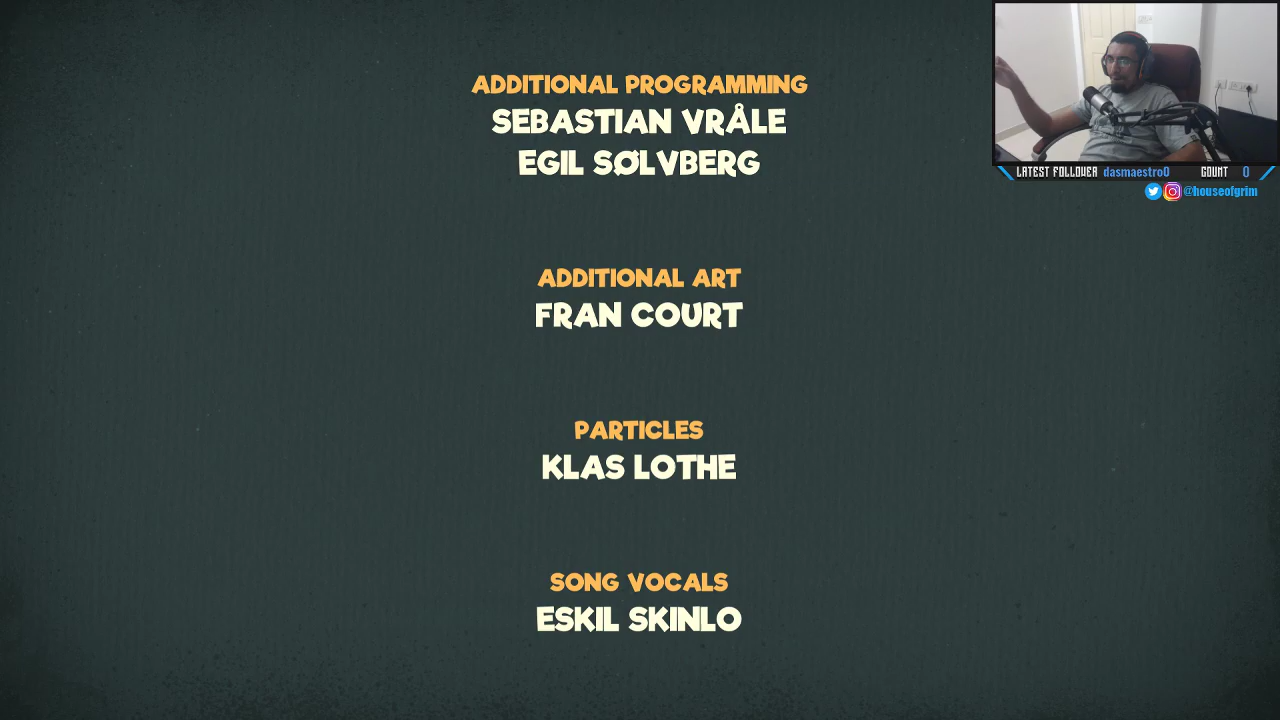 ADDITIONAL PROGRAMMING
SEBASTIAN VRÅLE
EGIL SØLVBERG
ADDITIONAL ART
FRAN COURT
PARTICLES
KLAS LOTHE
SONG VOCALS
ESKIL SKINLO
LATEST FOLLOWER dasmaestro0 COUNT 0
@houseofgrim